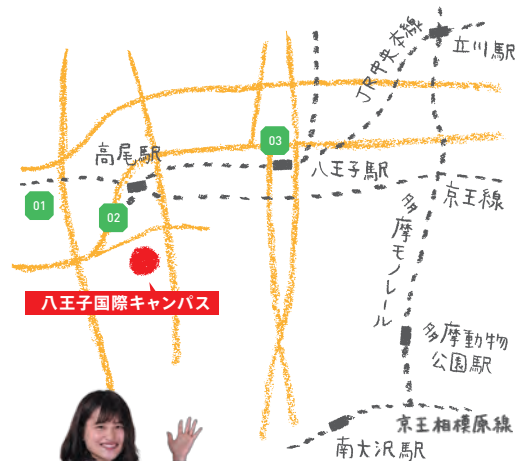 JR中央本線
立川駅
高尾駅
03
八王子駅
01
02
京王線
多摩モノレール
八王子国際キャンパス
多摩動物
公園駅
京王相模原線
南大沢駅